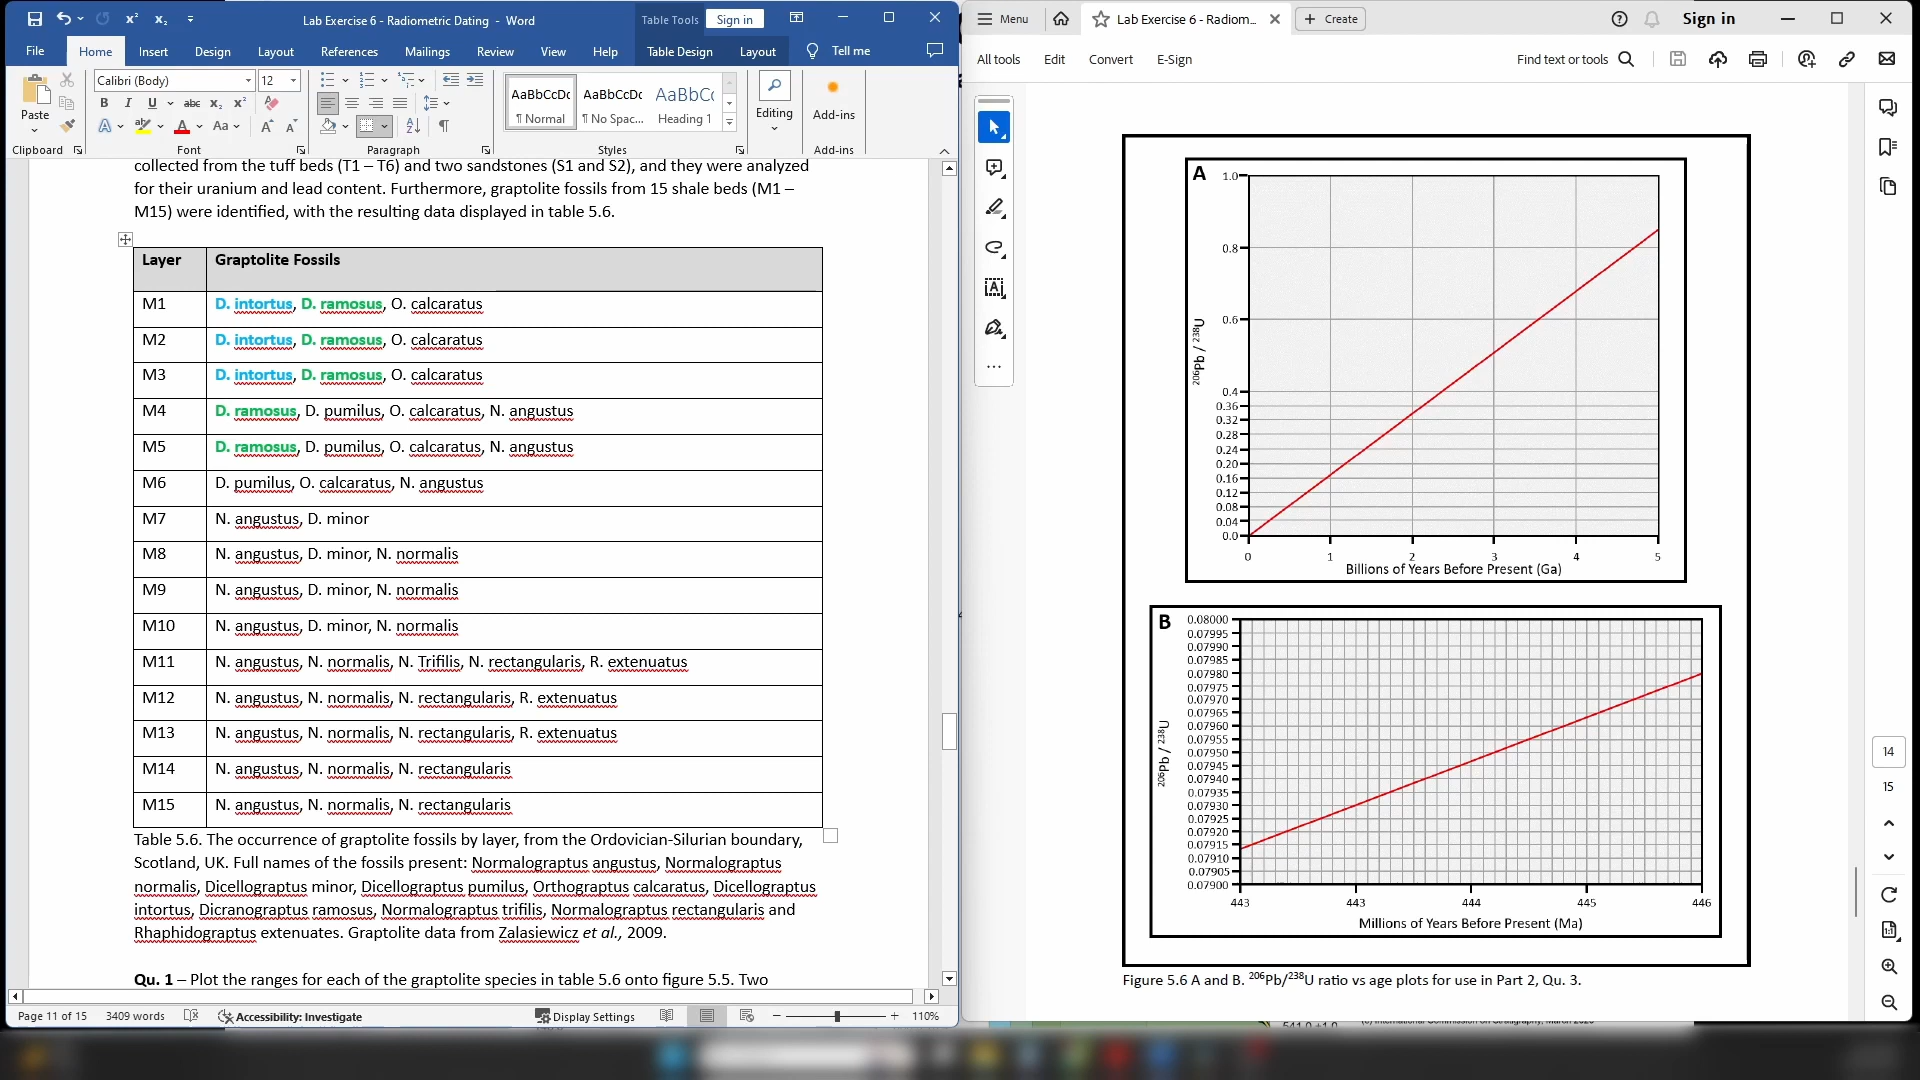 Lab Exercise 6 - Radiometric Dating - Word
Table Tools
Sign in
File Home Insert Design Layout References Mailings Review View Help Table Design Layout Tell me
Paste
Calibri (Body) 12
AaBbCcDc AaBbCcDc AaBbCc
¶ Normal ¶ No Spac... Heading 1
Editing
Add-ins
Clipboard Font Paragraph Styles Add-ins
collected from the tuff beds (T1 – T6) and two sandstones (S1 and S2), and they were analyzed
for their uranium and lead content. Furthermore, graptolite fossils from 15 shale beds (M1 –
M15) were identified, with the resulting data displayed in table 5.6.
Layer Graptolite Fossils
M1 D. intortus, D. ramosus, O. calcaratus
M2 D. intortus, D. ramosus, O. calcaratus
M3 D. intortus, D. ramosus, O. calcaratus
M4 D. ramosus, D. pumilus, O. calcaratus, N. angustus
M5 D. ramosus, D. pumilus, O. calcaratus, N. angustus
M6 D. pumilus, O. calcaratus, N. angustus
M7 N. angustus, D. minor
M8 N. angustus, D. minor, N. normalis
M9 N. angustus, D. minor, N. normalis
M10 N. angustus, D. minor, N. normalis
M11 N. angustus, N. normalis, N. Trifilis, N. rectangularis, R. extenuatus
M12 N. angustus, N. normalis, N. rectangularis, R. extenuatus
M13 N. angustus, N. normalis, N. rectangularis, R. extenuatus
M14 N. angustus, N. normalis, N. rectangularis
M15 N. angustus, N. normalis, N. rectangularis
Table 5.6. The occurrence of graptolite fossils by layer, from the Ordovician-Silurian boundary,
Scotland, UK. Full names of the fossils present: Normalograptus angustus, Normalograptus
normalis, Dicellograptus minor, Dicellograptus pumilus, Orthograptus calcaratus, Dicellograptus
intortus, Dicranograptus ramosus, Normalograptus trifilis, Normalograptus rectangularis and
Rhaphidograptus extenuates. Graptolite data from Zalasiewicz et al., 2009.
Qu. 1 – Plot the ranges for each of the graptolite species in table 5.6 onto figure 5.5. Two
Page 11 of 15 3409 words Accessibility: Investigate Display Settings 110%
Menu Lab Exercise 6 - Radiom... Create Sign in
All tools Edit Convert E-Sign Find text or tools
A
1.0
0.8
0.6
0.4
0.36
0.32
0.28
0.24
0.20
0.16
0.12
0.08
0.04
0.0
²⁰⁶Pb / ²³⁸U
0 1 2 3 4 5
Billions of Years Before Present (Ga)
B
0.08000
0.07995
0.07990
0.07985
0.07980
0.07975
0.07970
0.07965
0.07960
0.07955
0.07950
0.07945
0.07940
0.07935
0.07930
0.07925
0.07920
0.07915
0.07910
0.07905
0.07900
²⁰⁶Pb / ²³⁸U
443 443 444 445 446
Millions of Years Before Present (Ma)
Figure 5.6 A and B. ²⁰⁶Pb/²³⁸U ratio vs age plots for use in Part 2, Qu. 3.
14
15